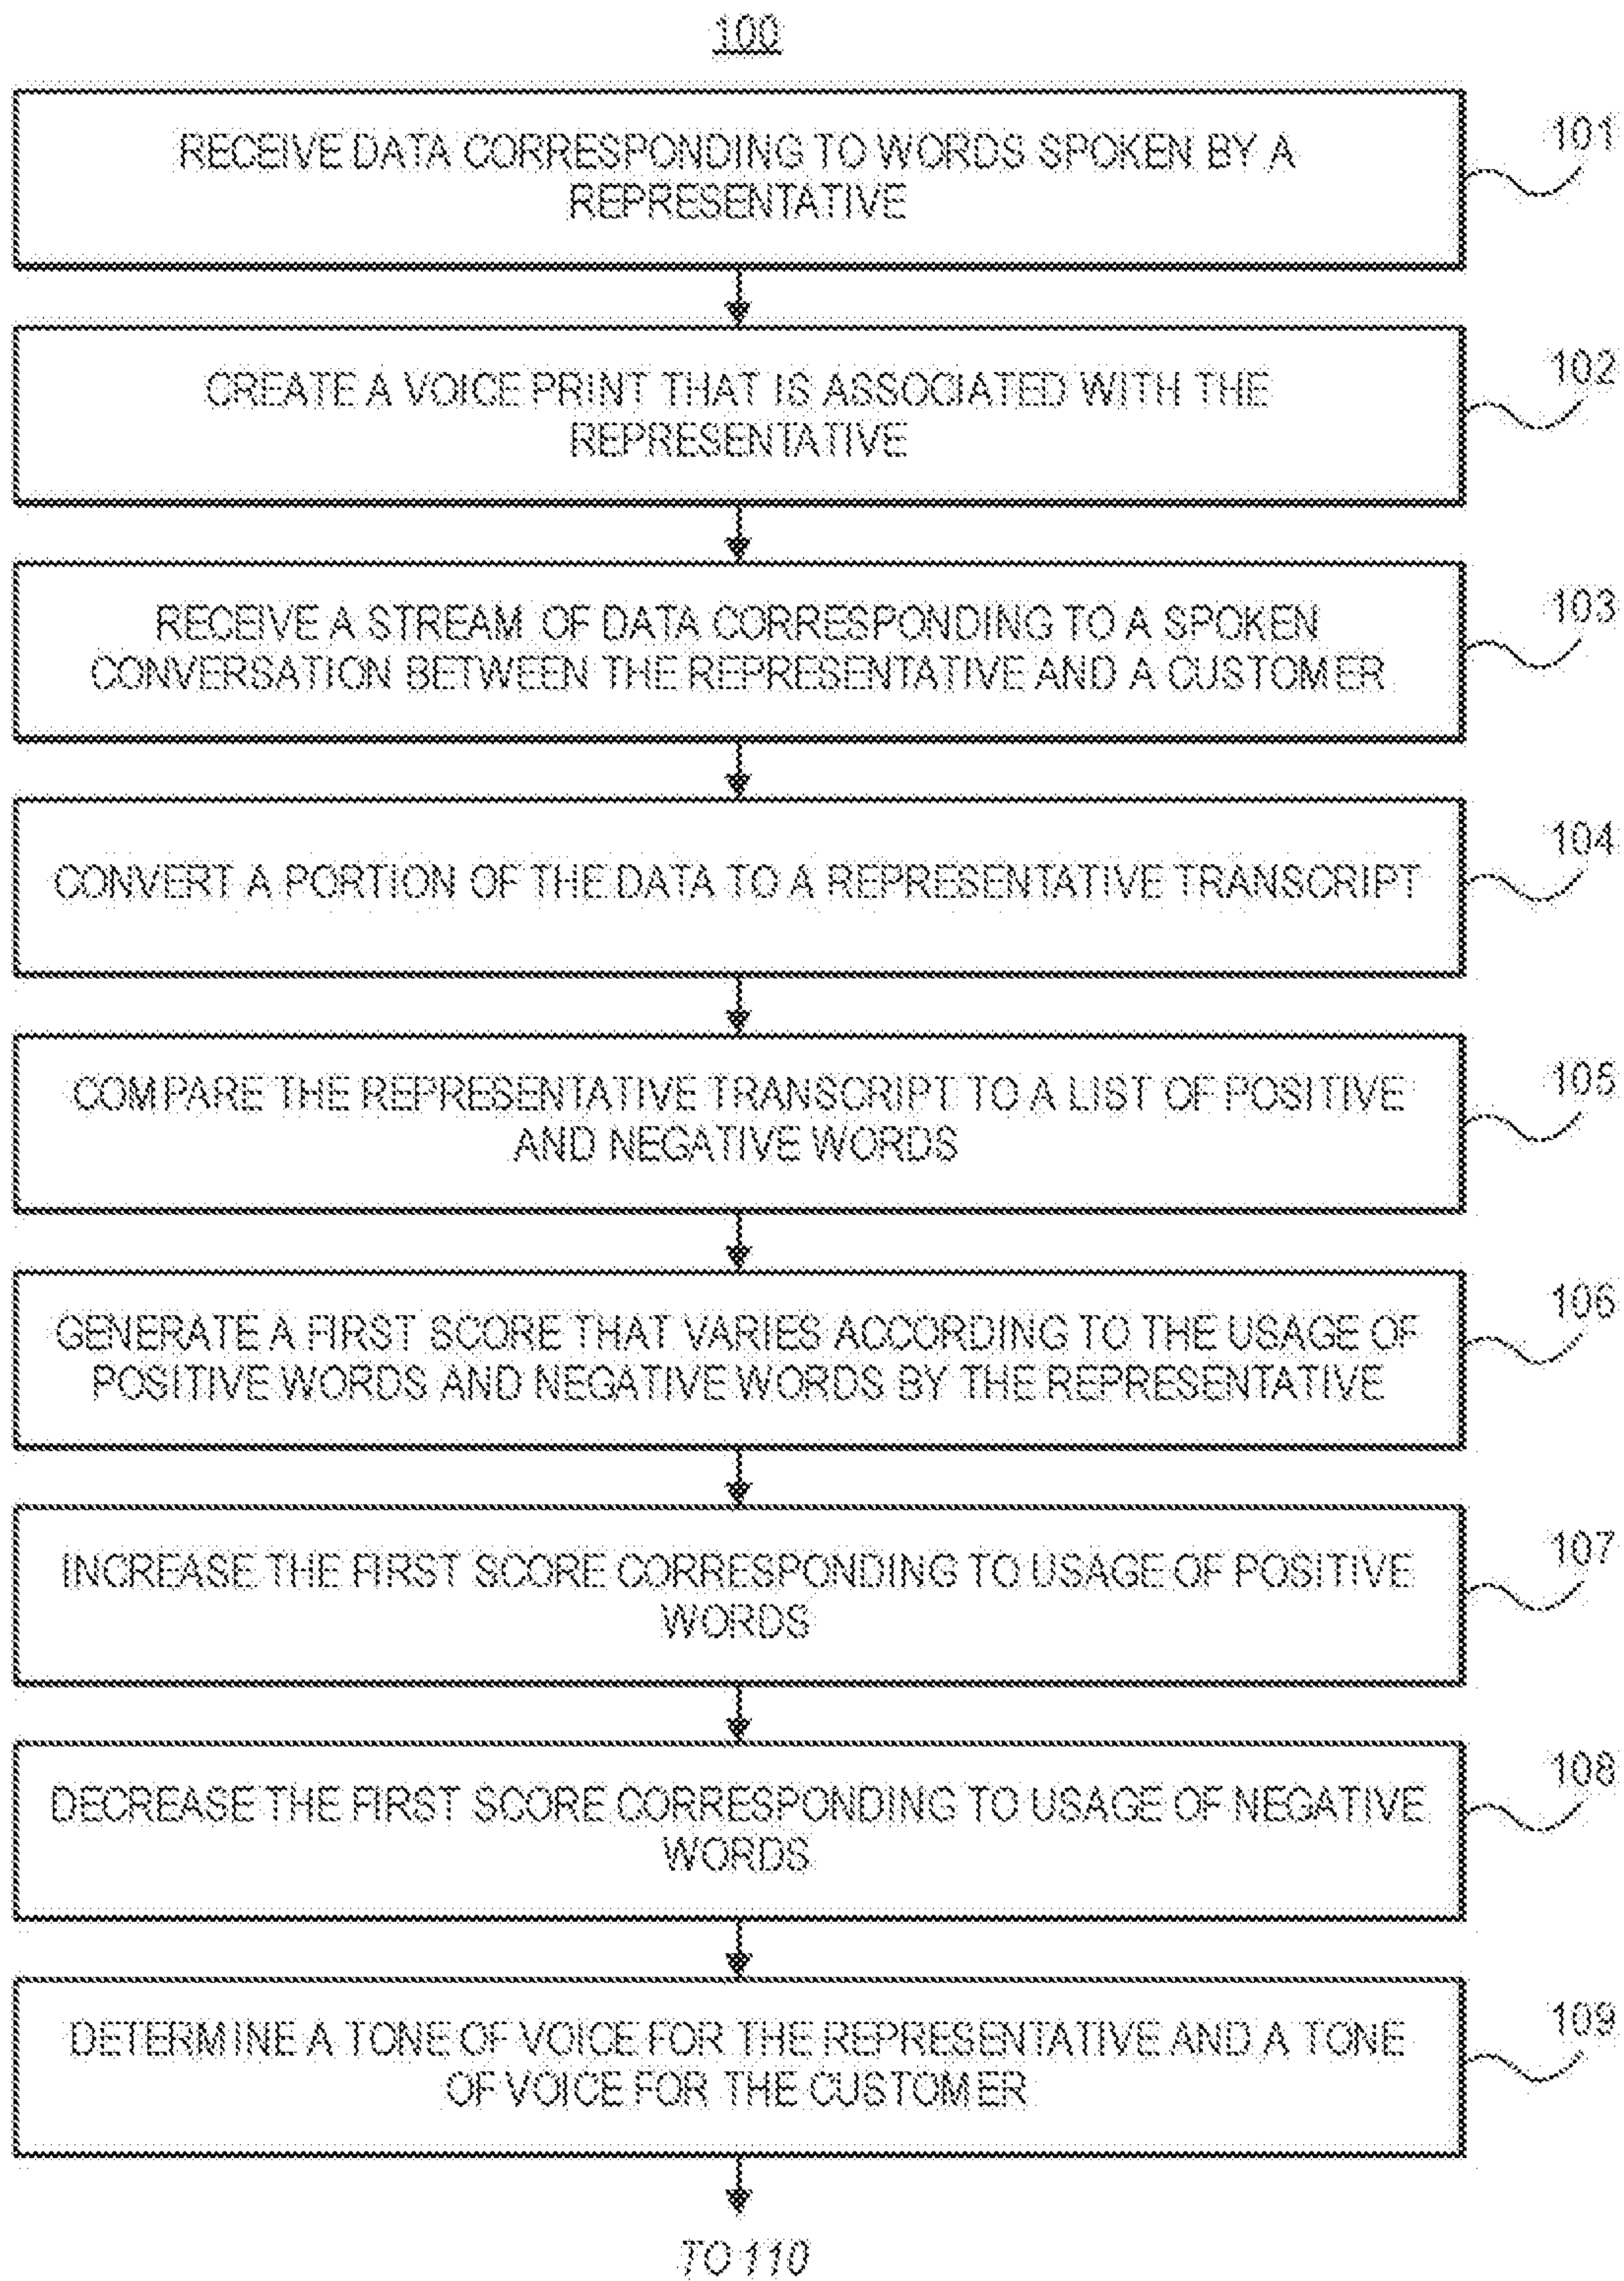 100
RECEIVE DATA CORRESPONDING TO WORDS SPOKEN BY A
REPRESENTATIVE
101
CREATE A VOICE PRINT THAT IS ASSOCIATED WITH THE
REPRESENTATIVE
102
RECEIVE A STREAM OF DATA CORRESPONDING TO A SPOKEN
CONVERSATION BETWEEN THE REPRESENTATIVE AND A CUSTOMER
103
CONVERT A PORTION OF THE DATA TO A REPRESENTATIVE TRANSCRIPT
104
COMPARE THE REPRESENTATIVE TRANSCRIPT TO A LIST OF POSITIVE
AND NEGATIVE WORDS
105
GENERATE A FIRST SCORE THAT VARIES ACCORDING TO THE USAGE OF
POSITIVE WORDS AND NEGATIVE WORDS BY THE REPRESENTATIVE
106
INCREASE THE FIRST SCORE CORRESPONDING TO USAGE OF POSITIVE
WORDS
107
DECREASE THE FIRST SCORE CORRESPONDING TO USAGE OF NEGATIVE
WORDS
108
DETERMINE A TONE OF VOICE FOR THE REPRESENTATIVE AND A TONE
OF VOICE FOR THE CUSTOMER
109
TO 110